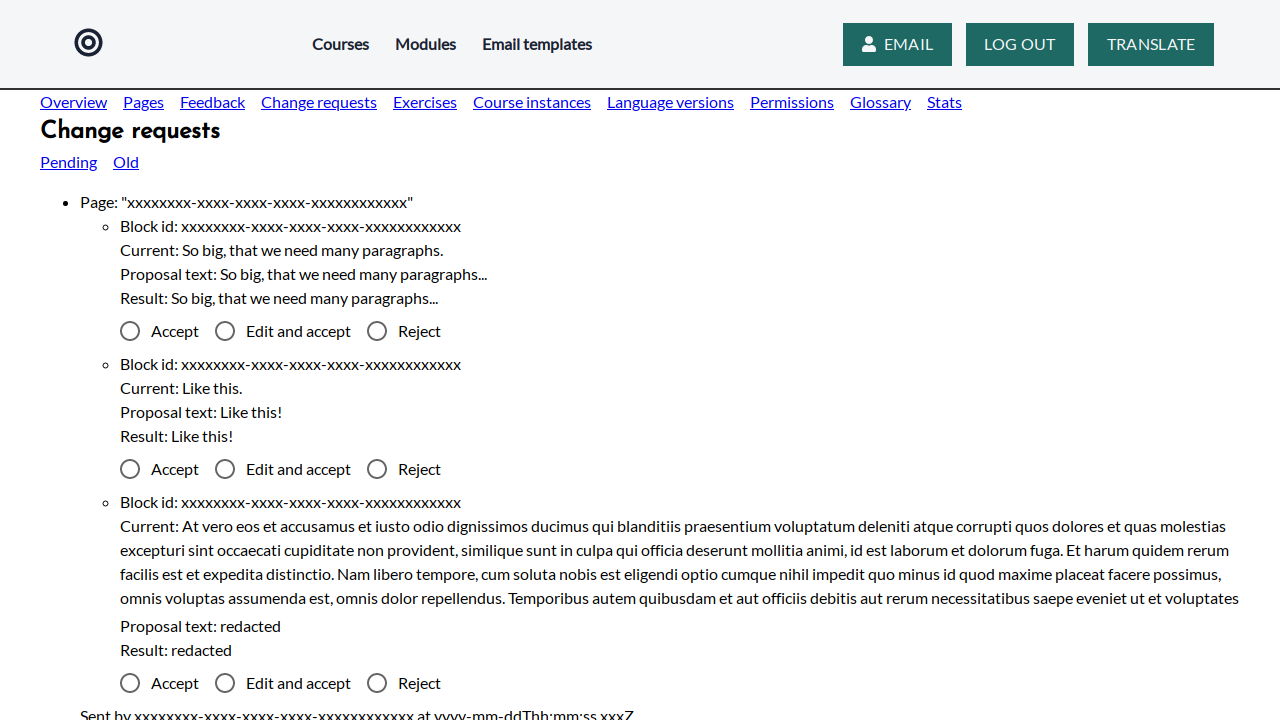 Courses Modules Email templates EMAIL LOG OUT TRANSLATE
Overview Pages Feedback Change requests Exercises Course instances Language versions Permissions Glossary Stats
Change requests
Pending Old
Page: "xxxxxxxx-xxxx-xxxx-xxxx-xxxxxxxxxxxx"
Block id: xxxxxxxx-xxxx-xxxx-xxxx-xxxxxxxxxxxx
Current: So big, that we need many paragraphs.
Proposal text: So big, that we need many paragraphs...
Result: So big, that we need many paragraphs...
Accept Edit and accept Reject
Block id: xxxxxxxx-xxxx-xxxx-xxxx-xxxxxxxxxxxx
Current: Like this.
Proposal text: Like this!
Result: Like this!
Accept Edit and accept Reject
Block id: xxxxxxxx-xxxx-xxxx-xxxx-xxxxxxxxxxxx
Current: At vero eos et accusamus et iusto odio dignissimos ducimus qui blanditiis praesentium voluptatum deleniti atque corrupti quos dolores et quas molestias
excepturi sint occaecati cupiditate non provident, similique sunt in culpa qui officia deserunt mollitia animi, id est laborum et dolorum fuga. Et harum quidem rerum
facilis est et expedita distinctio. Nam libero tempore, cum soluta nobis est eligendi optio cumque nihil impedit quo minus id quod maxime placeat facere possimus,
omnis voluptas assumenda est, omnis dolor repellendus. Temporibus autem quibusdam et aut officiis debitis aut rerum necessitatibus saepe eveniet ut et voluptates
Proposal text: redacted
Result: redacted
Accept Edit and accept Reject
Sent by xxxxxxxx-xxxx-xxxx-xxxx-xxxxxxxxxxxx at yyyy-mm-ddThh:mm:ss.xxxZ